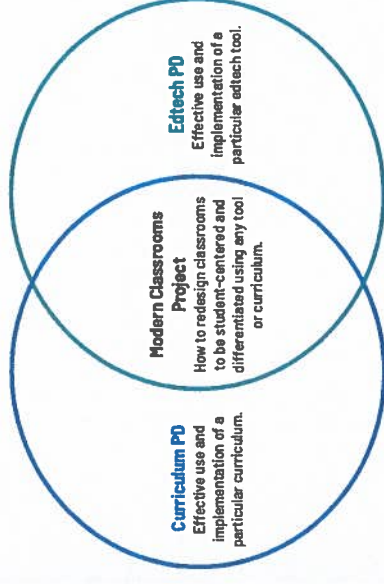 Curriculum PD
Effective use and
implementation of a
particular curriculum.
Modern Classrooms
Project
How to redesign classrooms
to be student-centered and
differentiated using any tool
or curriculum.
Edtech PD
Effective use and
implementation of a
particular edtech tool.